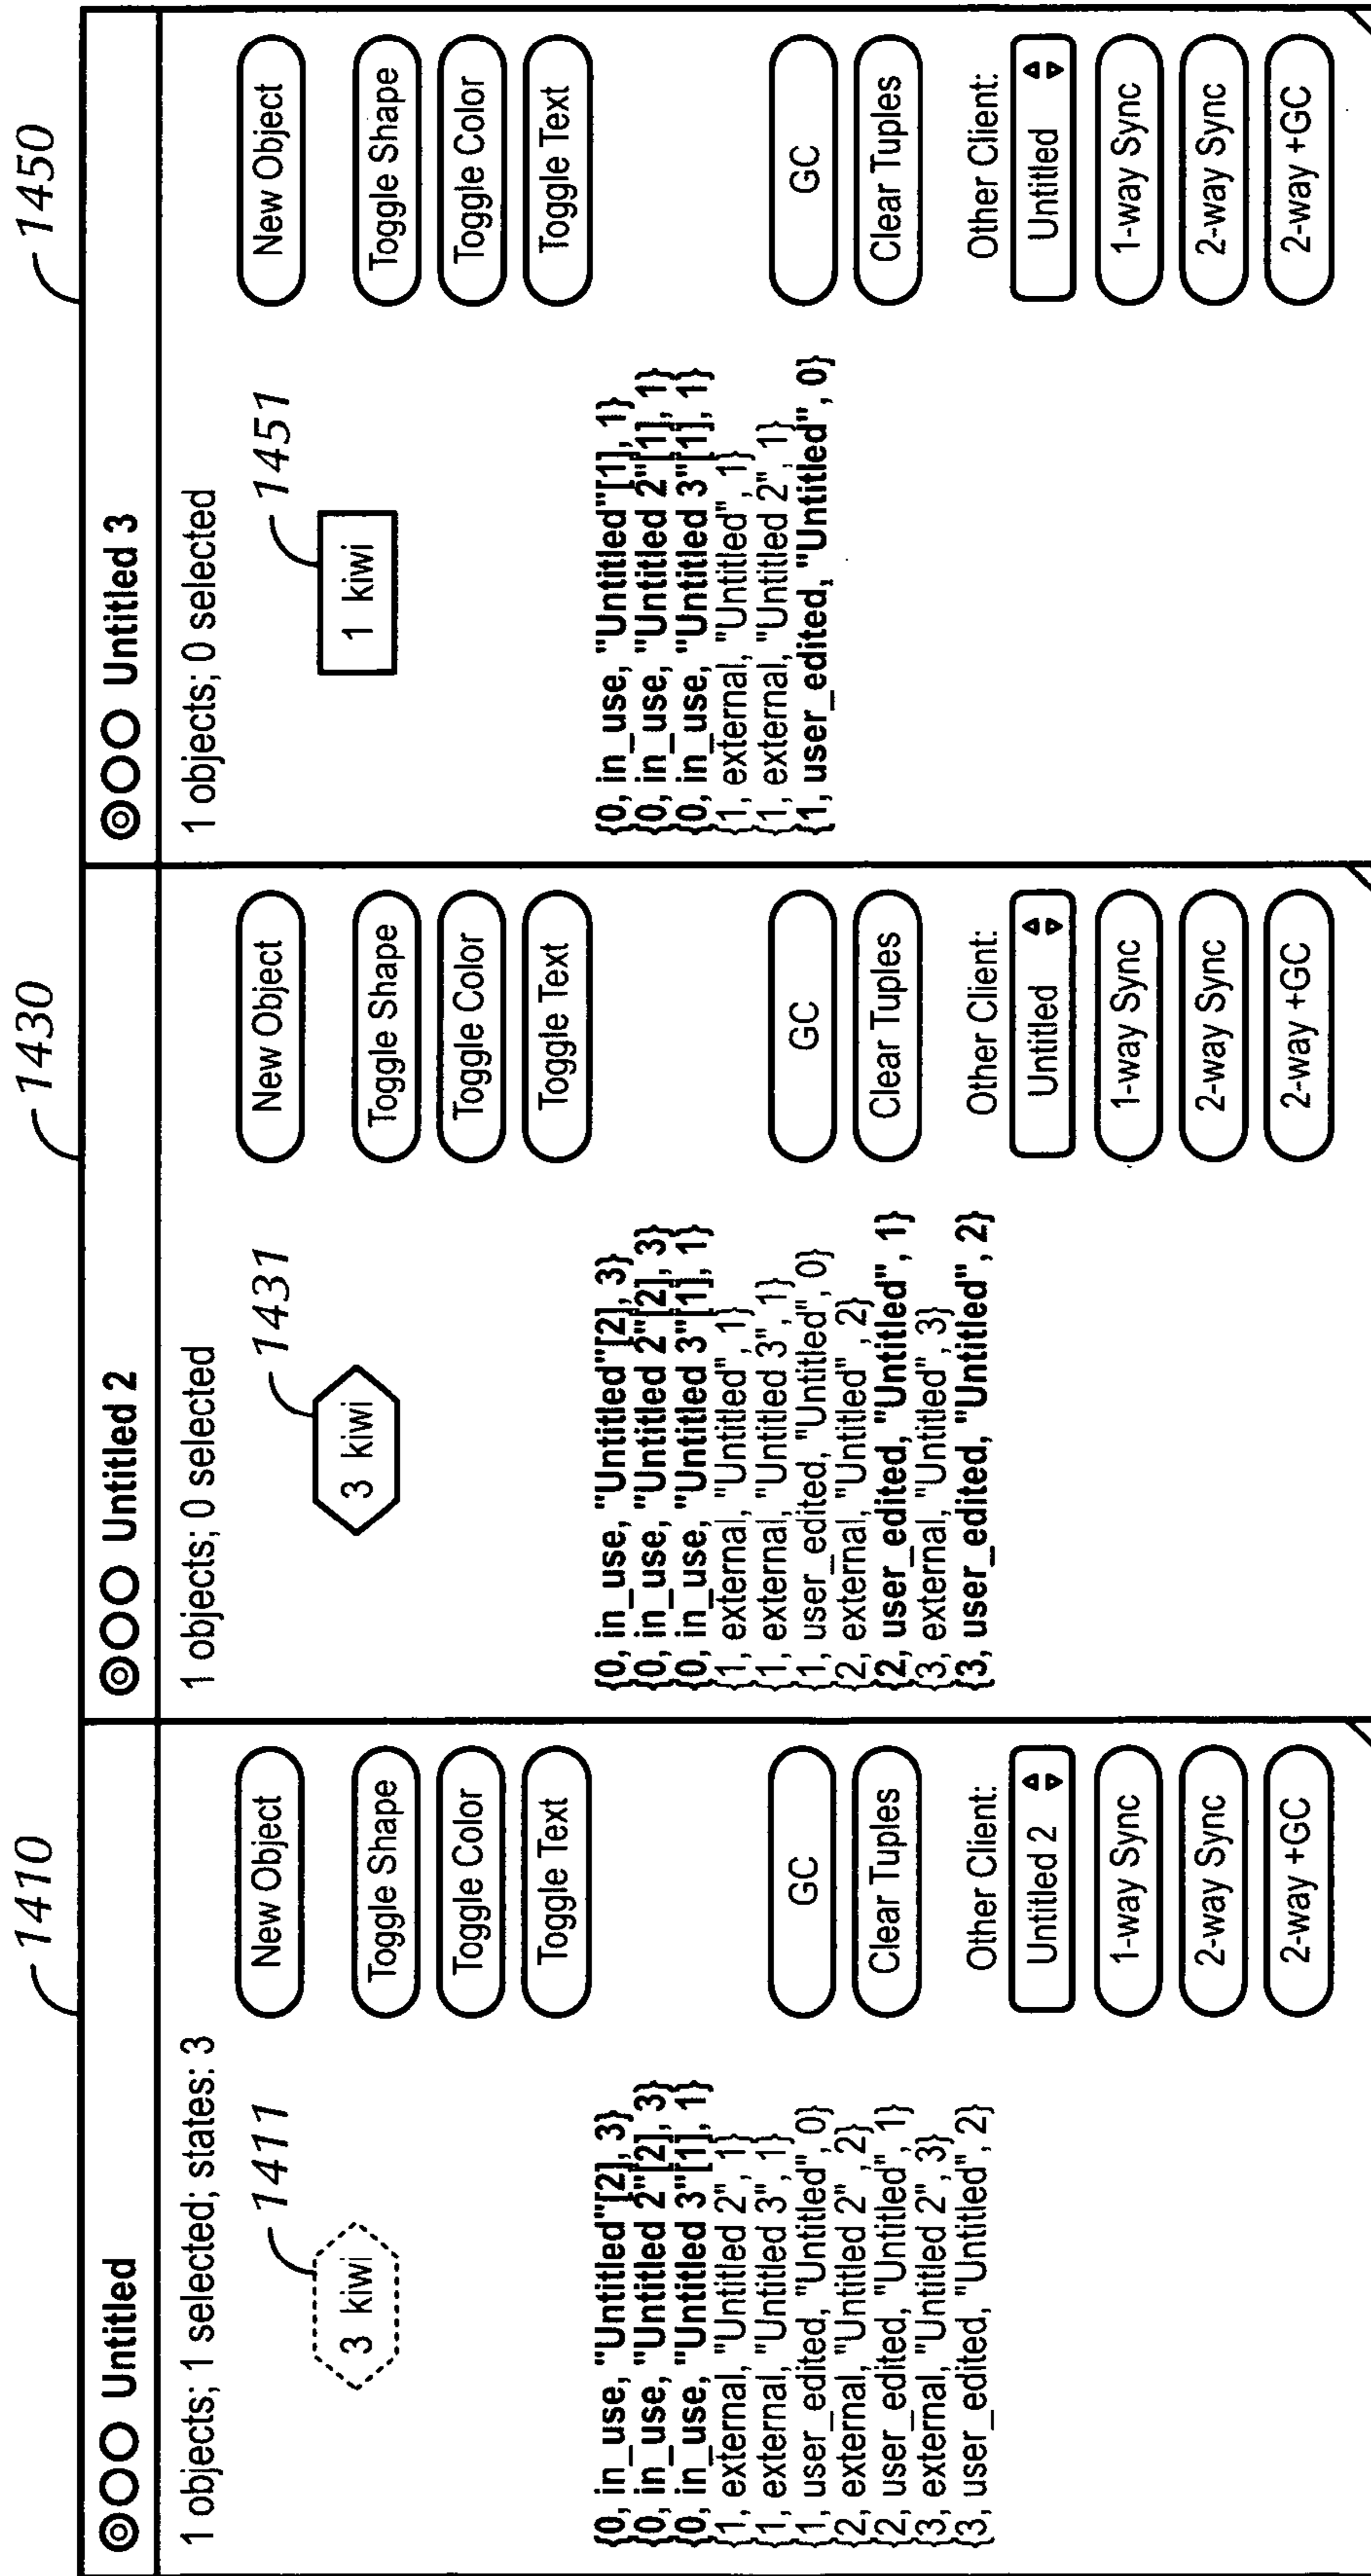 1410
Untitled
1 objects; 1 selected; states: 3
1411
3 kiwi
New Object
Toggle Shape
Toggle Color
Toggle Text
{0, in_use, "Untitled"[2], 3}
{0, in_use, "Untitled 2"[2], 3}
{0, in_use, "Untitled 3"[1], 1}
{1, external, "Untitled 2", 1}
{1, external, "Untitled 3", 1}
{1, user_edited, "Untitled", 0}
{2, external, "Untitled 2", 2}
{2, user_edited, "Untitled", 1}
{3, external, "Untitled 2", 3}
{3, user_edited, "Untitled", 2}
GC
Clear Tuples
Other Client:
Untitled 2
1-way Sync
2-way Sync
2-way +GC
1430
Untitled 2
1 objects; 0 selected
1431
3 kiwi
New Object
Toggle Shape
Toggle Color
Toggle Text
{0, in_use, "Untitled"[2], 3}
{0, in_use, "Untitled 2"[2], 3}
{0, in_use, "Untitled 3"[1], 1}
{1, external, "Untitled", 1}
{1, external, "Untitled 3", 1}
{1, user_edited, "Untitled", 0}
{2, external, "Untitled", 2}
{2, user_edited, "Untitled", 1}
{3, external, "Untitled", 3}
{3, user_edited, "Untitled", 2}
GC
Clear Tuples
Other Client:
Untitled
1-way Sync
2-way Sync
2-way +GC
1450
Untitled 3
1 objects; 0 selected
1451
1 kiwi
New Object
Toggle Shape
Toggle Color
Toggle Text
{0, in_use, "Untitled"[1], 1}
{0, in_use, "Untitled 2"[1], 1}
{0, in_use, "Untitled 3"[1], 1}
{1, external, "Untitled", 1}
{1, external, "Untitled 2", 1}
{1, user_edited, "Untitled", 0}
GC
Clear Tuples
Other Client:
Untitled
1-way Sync
2-way Sync
2-way +GC